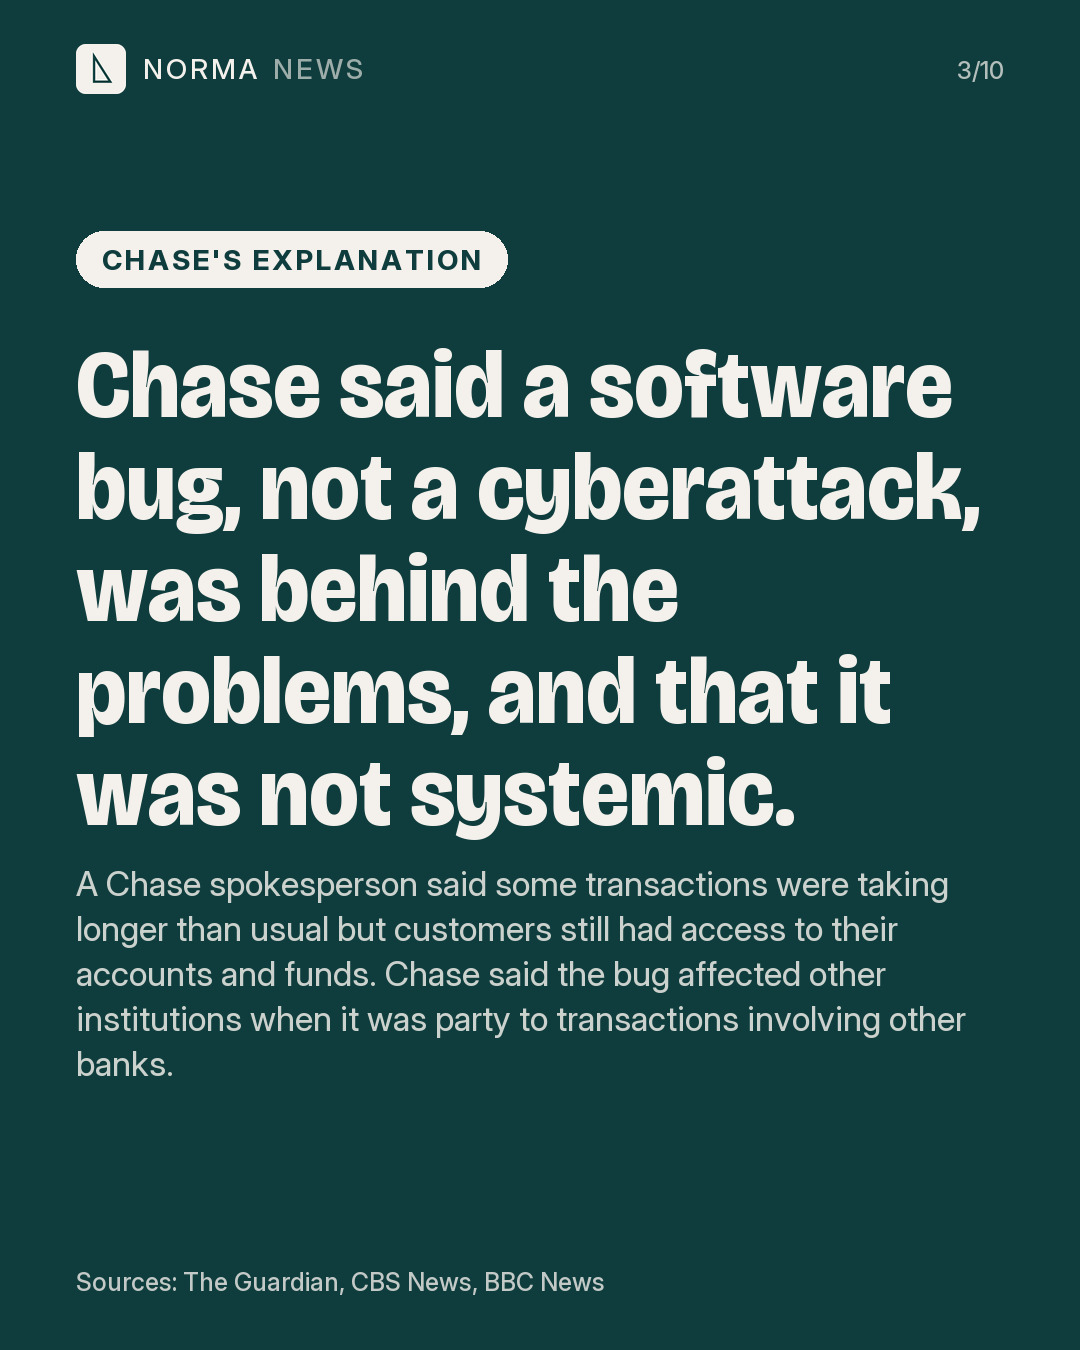 NORMA NEWS
3/10
CHASE'S EXPLANATION
Chase said a software
bug, not a cyberattack,
was behind the
problems, and that it
was not systemic.
A Chase spokesperson said some transactions were taking
longer than usual but customers still had access to their
accounts and funds. Chase said the bug affected other
institutions when it was party to transactions involving other
banks.
Sources: The Guardian, CBS News, BBC News